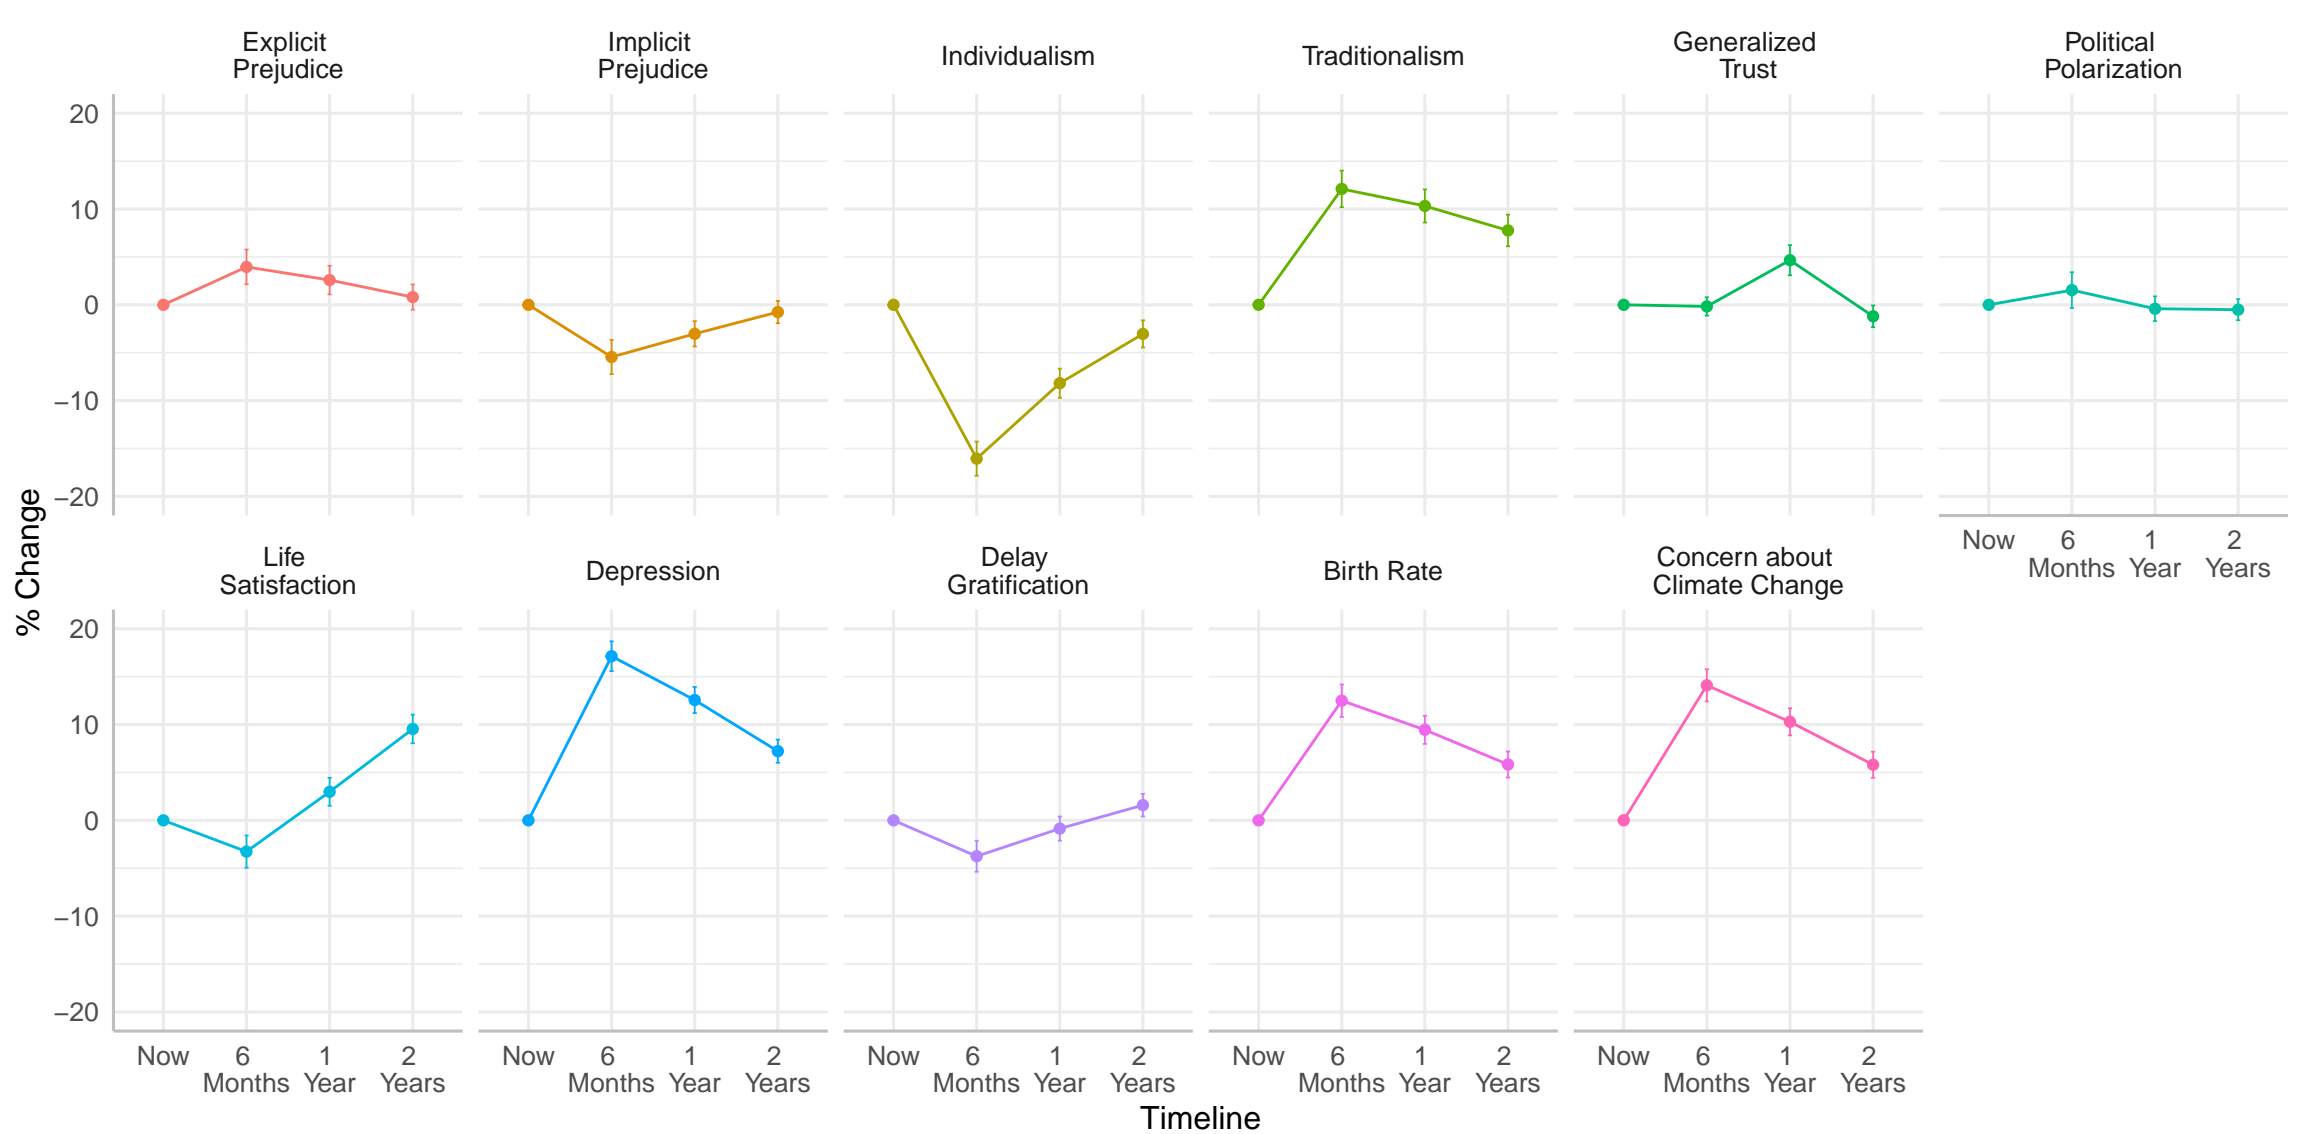 Explicit
Prejudice
Implicit
Prejudice
Individualism
Traditionalism
Generalized
Trust
Political
Polarization
20
10
0
−10
−20
Now
6
Months
1
Year
2
Years
% Change
Life
Satisfaction
Depression
Delay
Gratification
Birth Rate
Concern about
Climate Change
20
10
0
−10
−20
Now
6
Months
1
Year
2
Years
Now
6
Months
1
Year
2
Years
Now
6
Months
1
Year
2
Years
Now
6
Months
1
Year
2
Years
Now
6
Months
1
Year
2
Years
Timeline